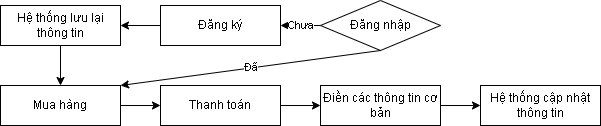 Hệ thống lưu lại
thông tin
Đăng ký
Chưa
Đăng nhập
Đã
Mua hàng
Thanh toán
Điền các thông tin cơ
bản
Hệ thống cập nhật
thông tin